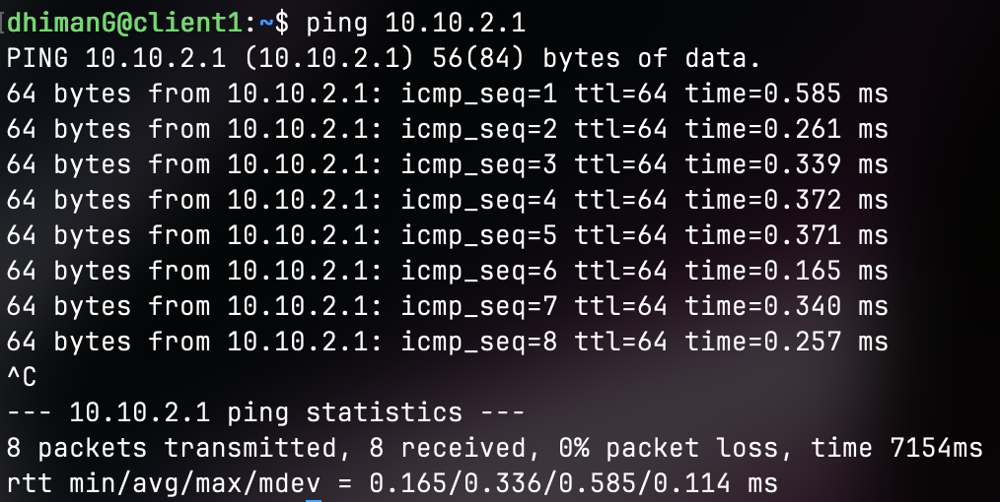 [dhimanG@client1:~$ ping 10.10.2.1
PING 10.10.2.1 (10.10.2.1) 56(84) bytes of data.
64 bytes from 10.10.2.1: icmp_seq=1 ttl=64 time=0.585 ms
64 bytes from 10.10.2.1: icmp_seq=2 ttl=64 time=0.261 ms
64 bytes from 10.10.2.1: icmp_seq=3 ttl=64 time=0.339 ms
64 bytes from 10.10.2.1: icmp_seq=4 ttl=64 time=0.372 ms
64 bytes from 10.10.2.1: icmp_seq=5 ttl=64 time=0.371 ms
64 bytes from 10.10.2.1: icmp_seq=6 ttl=64 time=0.165 ms
64 bytes from 10.10.2.1: icmp_seq=7 ttl=64 time=0.340 ms
64 bytes from 10.10.2.1: icmp_seq=8 ttl=64 time=0.257 ms
^C
--- 10.10.2.1 ping statistics ---
8 packets transmitted, 8 received, 0% packet loss, time 7154ms
rtt min/avg/max/mdev = 0.165/0.336/0.585/0.114 ms